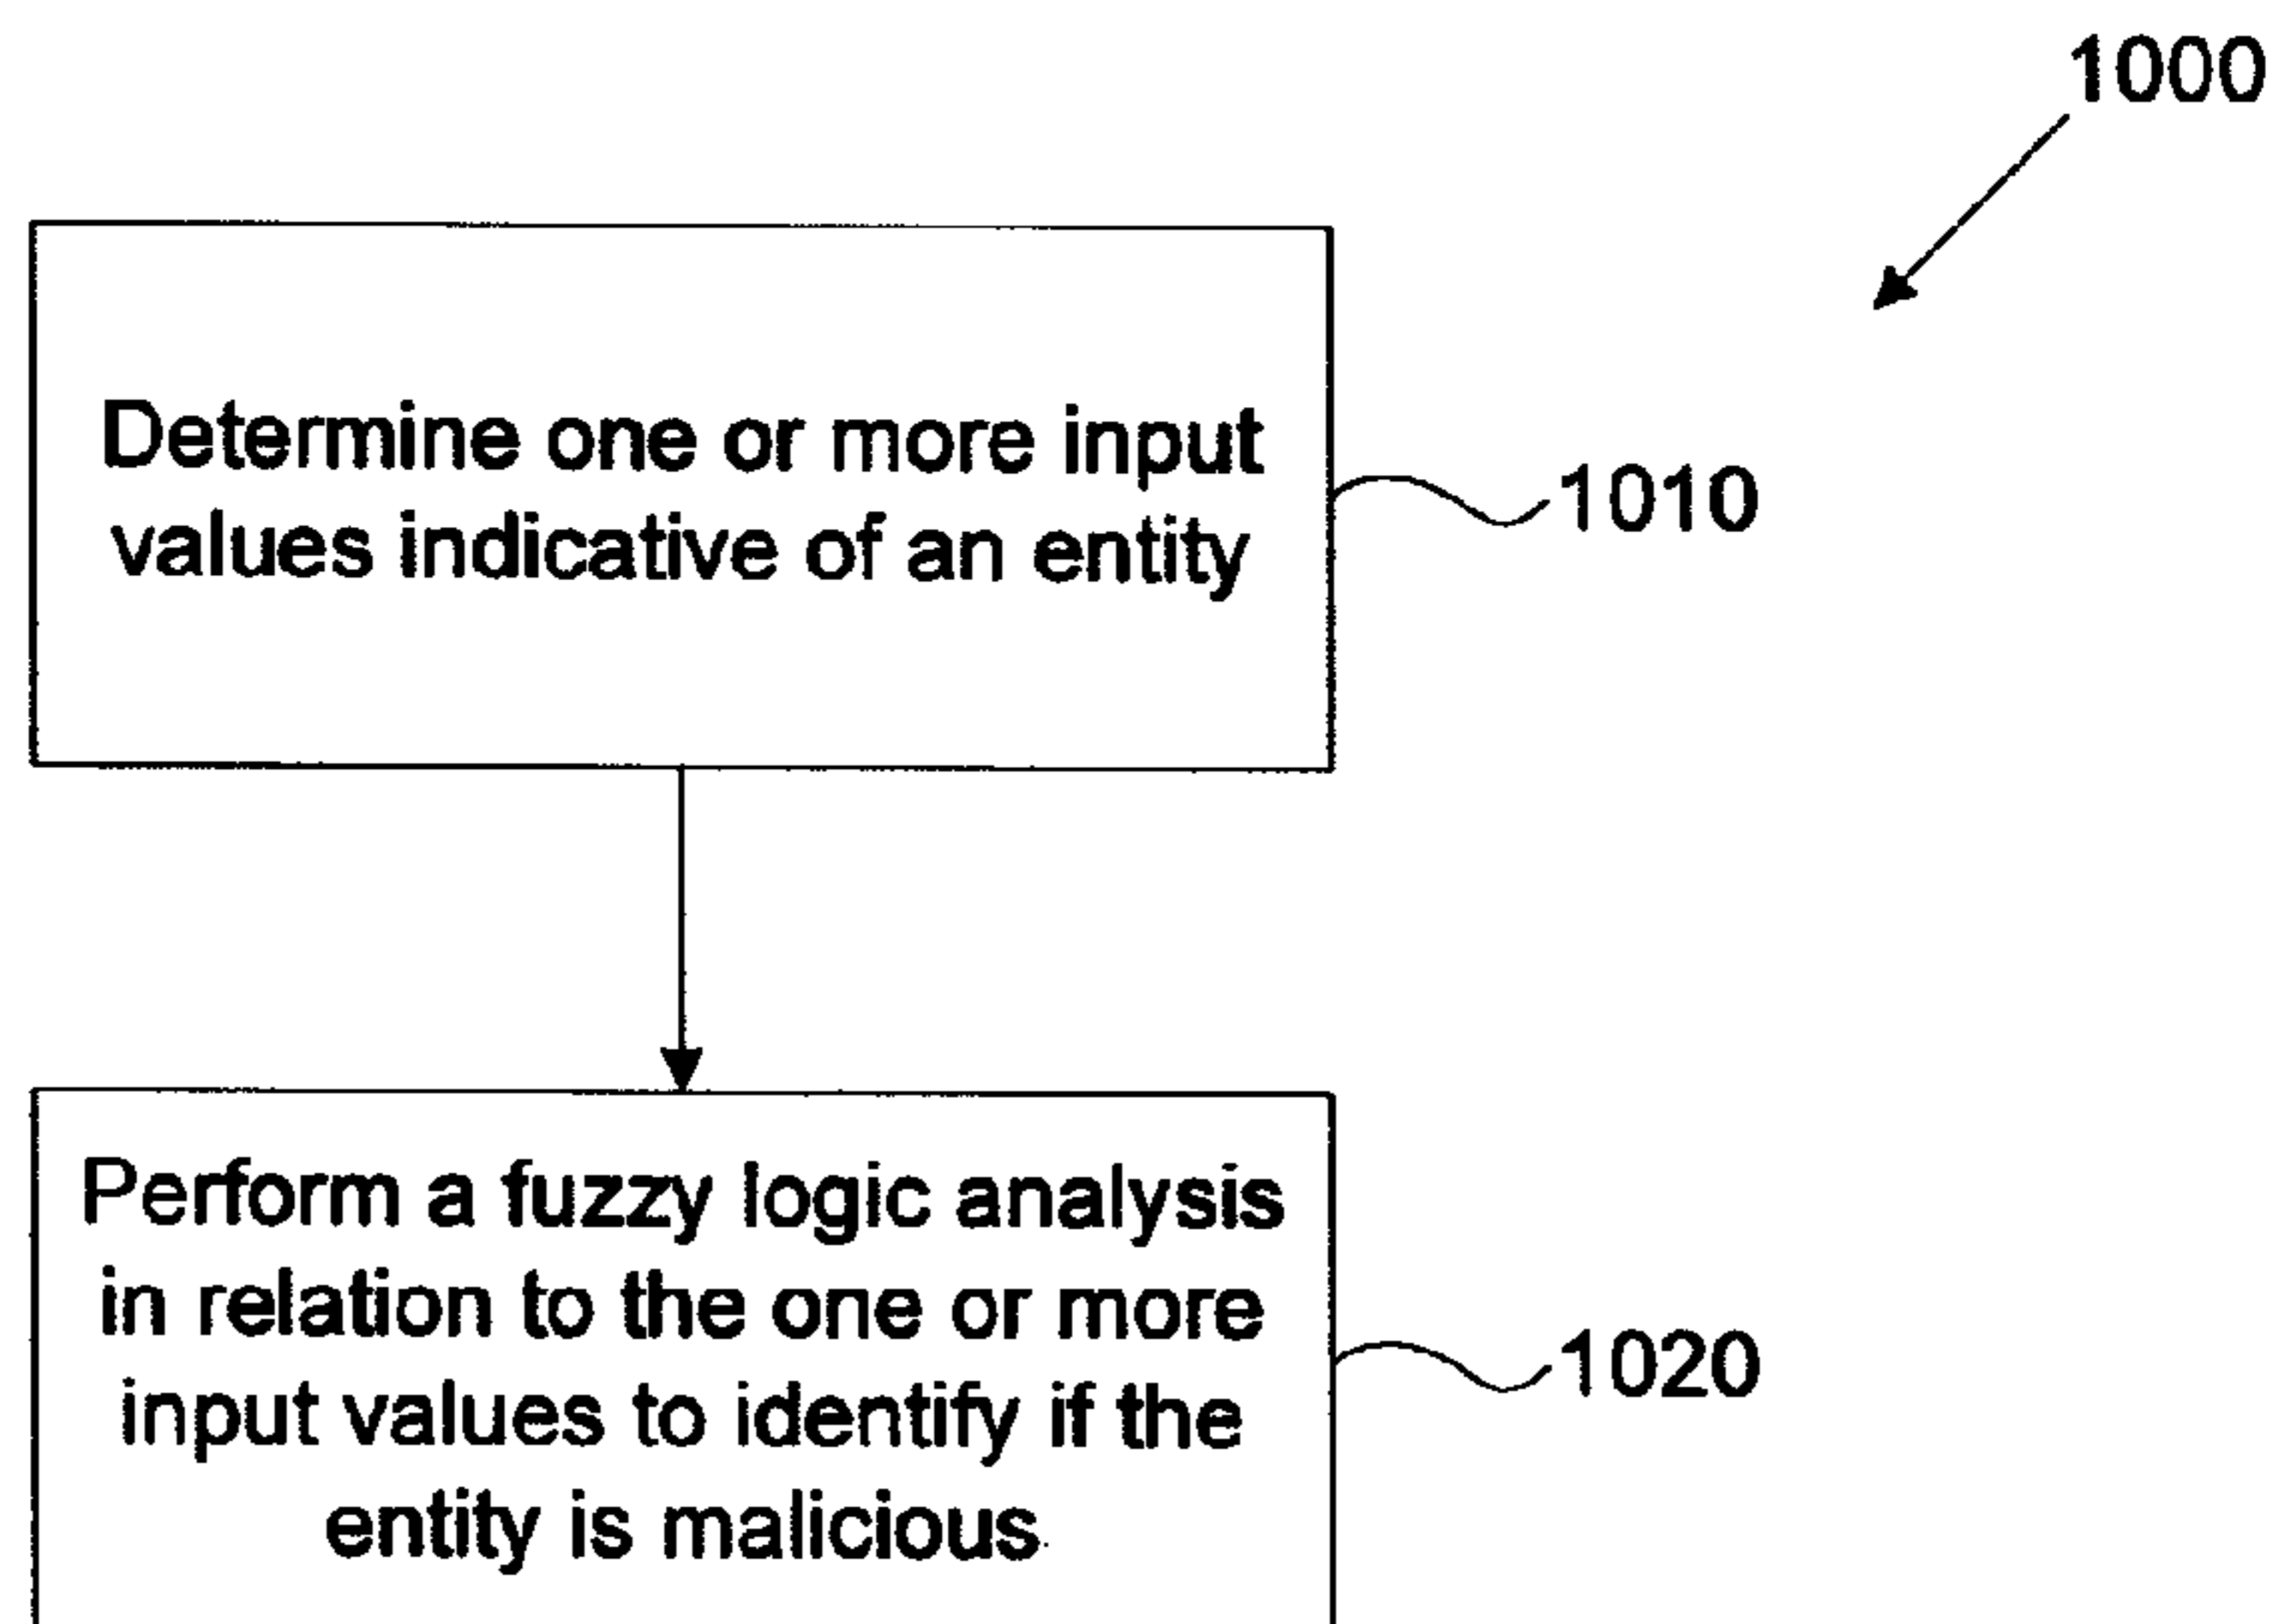 1000
Determine one or more input
values indicative of an entity
1010
Perform a fuzzy logic analysis
in relation to the one or more
input values to identify if the
entity is malicious
1020